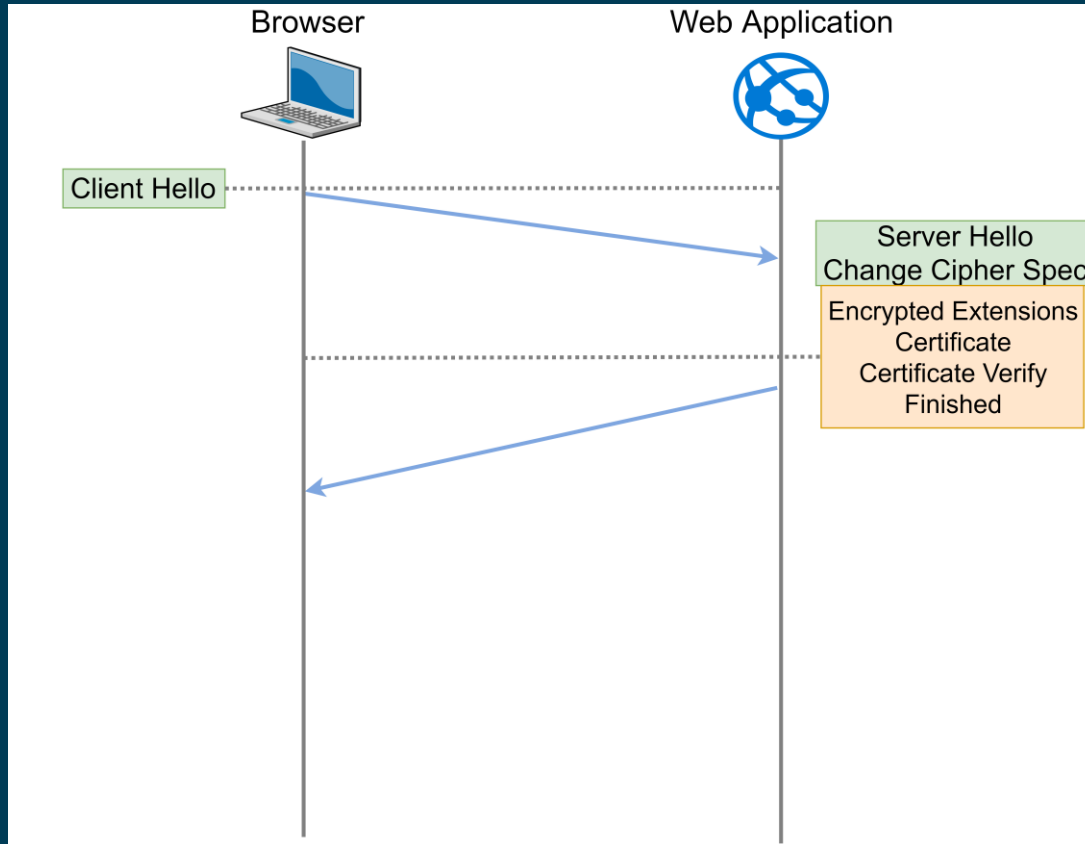 Browser
Web Application
Client Hello
Server Hello
Change Cipher Spec
Encrypted Extensions
Certificate
Certificate Verify
Finished